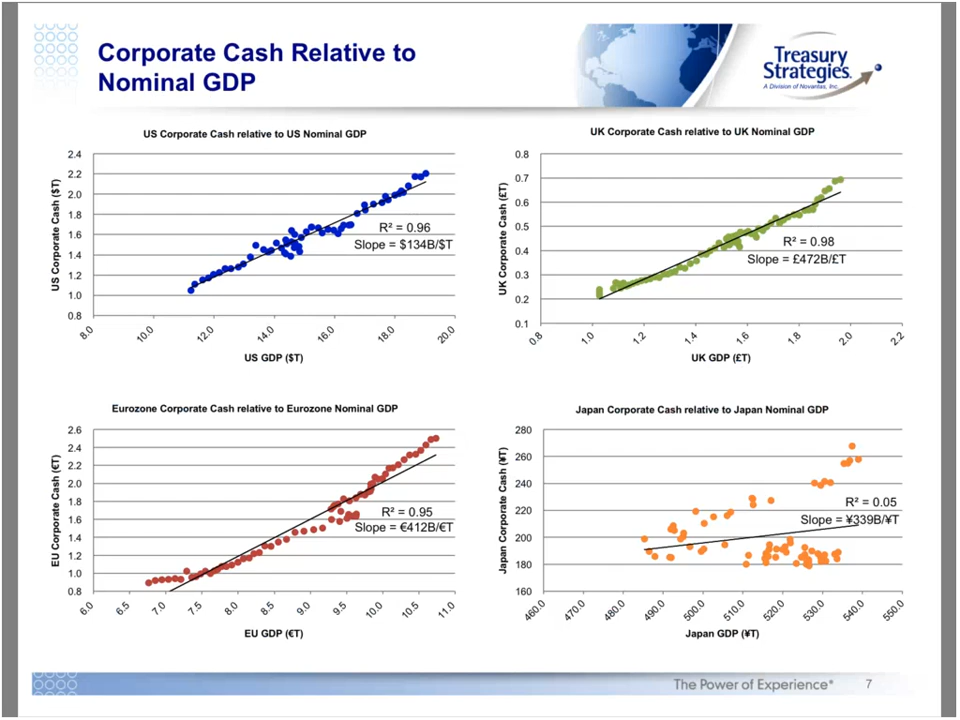 Corporate Cash Relative to
Nominal GDP
Treasury
Strategies.
A Division of Novantas, Inc.
US Corporate Cash relative to US Nominal GDP
US Corporate Cash ($T)
2.4
2.2
2.0
1.8
1.6
1.4
1.2
1.0
0.8
R² = 0.96
Slope = $134B/$T
8.0 10.0 12.0 14.0 16.0 18.0 20.0
US GDP ($T)
UK Corporate Cash relative to UK Nominal GDP
UK Corporate Cash (£T)
0.8
0.7
0.6
0.5
0.4
0.3
0.2
0.1
R² = 0.98
Slope = £472B/£T
0.8 1.0 1.2 1.4 1.6 1.8 2.0 2.2
UK GDP (£T)
Eurozone Corporate Cash relative to Eurozone Nominal GDP
EU Corporate Cash (€T)
2.6
2.4
2.2
2.0
1.8
1.6
1.4
1.2
1.0
0.8
R² = 0.95
Slope = €412B/€T
6.0 6.5 7.0 7.5 8.0 8.5 9.0 9.5 10.0 10.5 11.0
EU GDP (€T)
Japan Corporate Cash relative to Japan Nominal GDP
Japan Corporate Cash (¥T)
280
260
240
220
200
180
160
R² = 0.05
Slope = ¥339B/¥T
460.0 470.0 480.0 490.0 500.0 510.0 520.0 530.0 540.0 550.0
Japan GDP (¥T)
The Power of Experience®
7